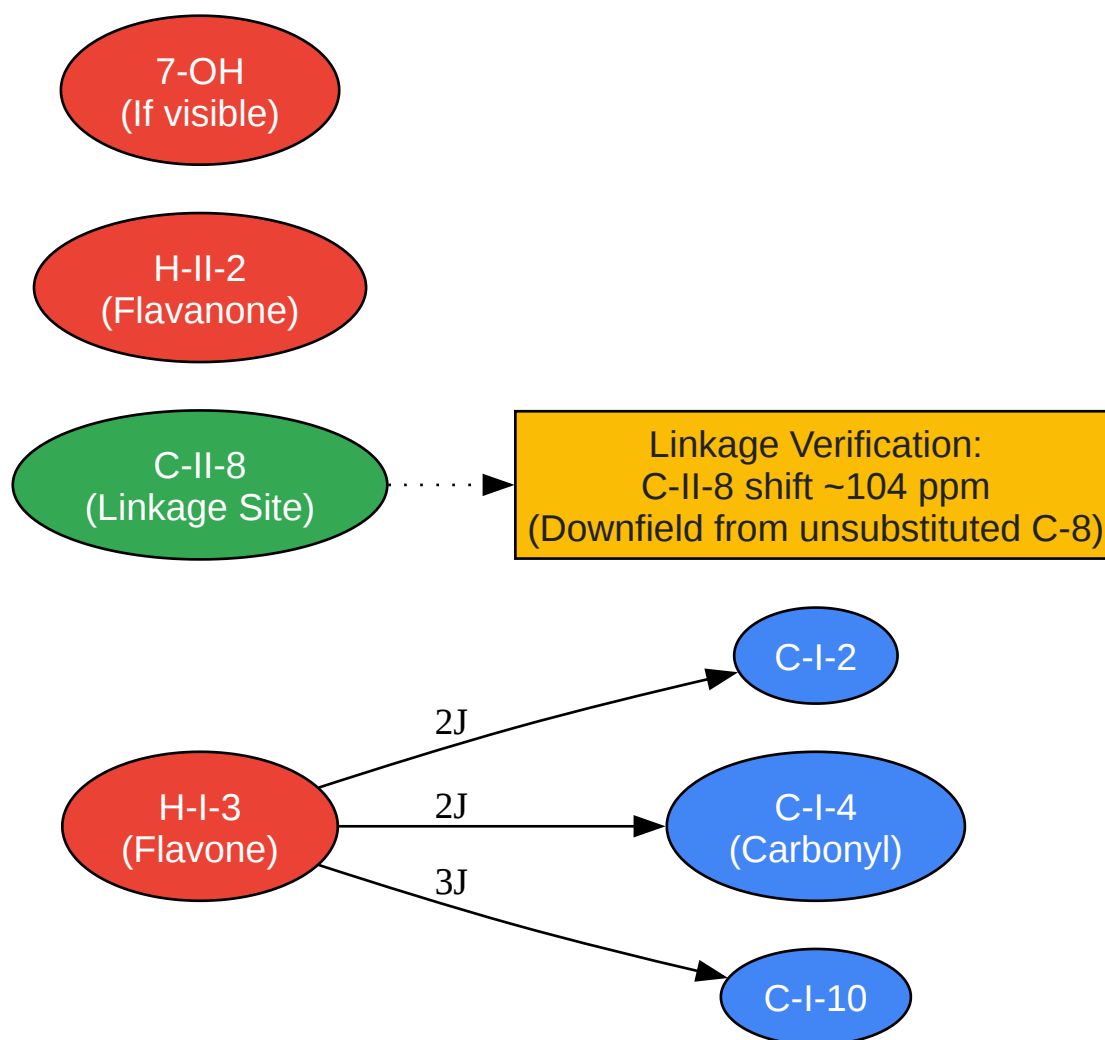 7-OH
(If visible)
H-II-2
(Flavanone)
C-II-8
(Linkage Site)
Linkage Verification:
C-II-8 shift ~104 ppm
(Downfield from unsubstituted C-8)
C-I-2
2J
H-I-3
(Flavone)
2J
C-I-4
(Carbonyl)
3J
C-I-10